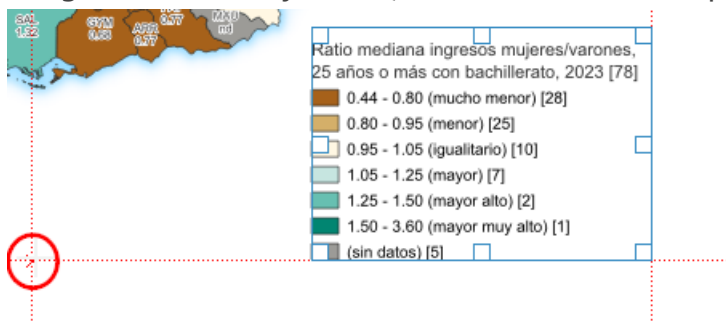 SAL
1.32
GYM
0.58
ARR
0.77
0.77
MKU
nd
Ratio mediana ingresos mujeres/varones,
25 años o más con bachillerato, 2023 [78]
0.44 - 0.80 (mucho menor) [28]
0.80 - 0.95 (menor) [25]
0.95 - 1.05 (igualitario) [10]
1.05 - 1.25 (mayor) [7]
1.25 - 1.50 (mayor alto) [2]
1.50 - 3.60 (mayor muy alto) [1]
(sin datos) [5]